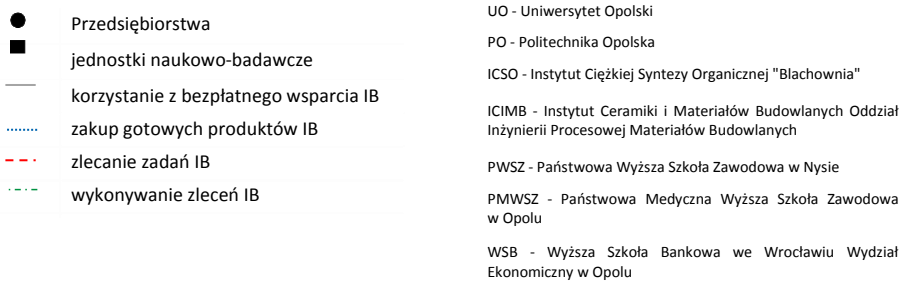 Przedsiębiorstwa
jednostki naukowo-badawcze
korzystanie z bezpłatnego wsparcia IB
zakup gotowych produktów IB
zlecanie zadań IB
wykonywanie zleceń IB
UO - Uniwersytet Opolski
PO - Politechnika Opolska
ICSO - Instytut Ciężkiej Syntezy Organicznej "Blachownia"
ICIMB - Instytut Ceramiki i Materiałów Budowlanych Oddział
Inżynierii Procesowej Materiałów Budowlanych
PWSZ - Państwowa Wyższa Szkoła Zawodowa w Nysie
PMWSZ - Państwowa Medyczna Wyższa Szkoła Zawodowa
w Opolu
WSB - Wyższa Szkoła Bankowa we Wrocławiu Wydział
Ekonomiczny w Opolu